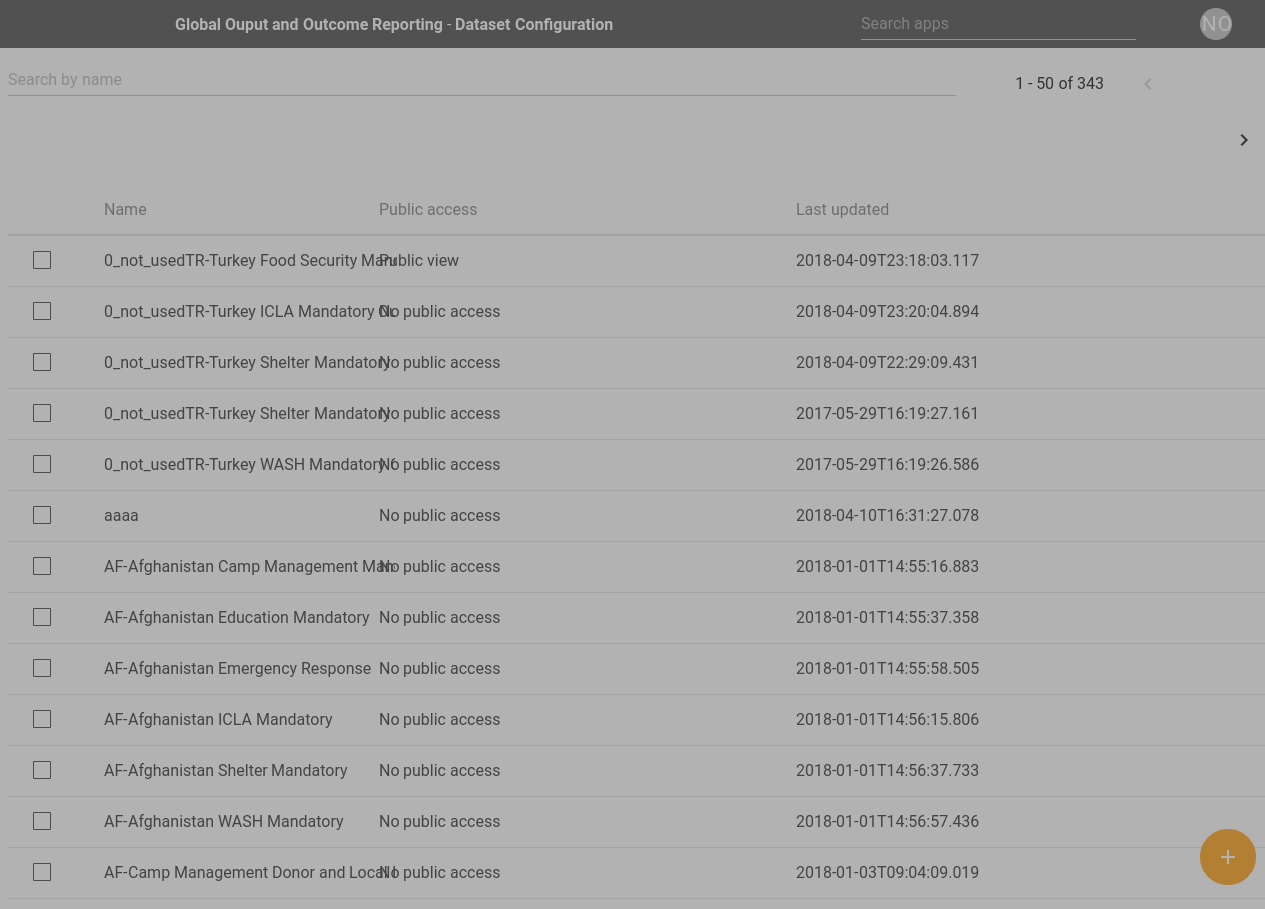 Global Ouput and Outcome Reporting - Dataset Configuration Search apps NO
Search by name 1 - 50 of 343
Name Public access Last updated
0_not_usedTR-Turkey Food Security Public view 2018-04-09T23:18:03.117
0_not_usedTR-Turkey ICLA Mandatory No public access 2018-04-09T23:20:04.894
0_not_usedTR-Turkey Shelter Mandatory No public access 2018-04-09T22:29:09.431
0_not_usedTR-Turkey Shelter Mandatory No public access 2017-05-29T16:19:27.161
0_not_usedTR-Turkey WASH Mandatory No public access 2017-05-29T16:19:26.586
aaaa No public access 2018-04-10T16:31:27.078
AF-Afghanistan Camp Management No public access 2018-01-01T14:55:16.883
AF-Afghanistan Education Mandatory No public access 2018-01-01T14:55:37.358
AF-Afghanistan Emergency Response No public access 2018-01-01T14:55:58.505
AF-Afghanistan ICLA Mandatory No public access 2018-01-01T14:56:15.806
AF-Afghanistan Shelter Mandatory No public access 2018-01-01T14:56:37.733
AF-Afghanistan WASH Mandatory No public access 2018-01-01T14:56:57.436
AF-Camp Management Donor and Local No public access 2018-01-03T09:04:09.019